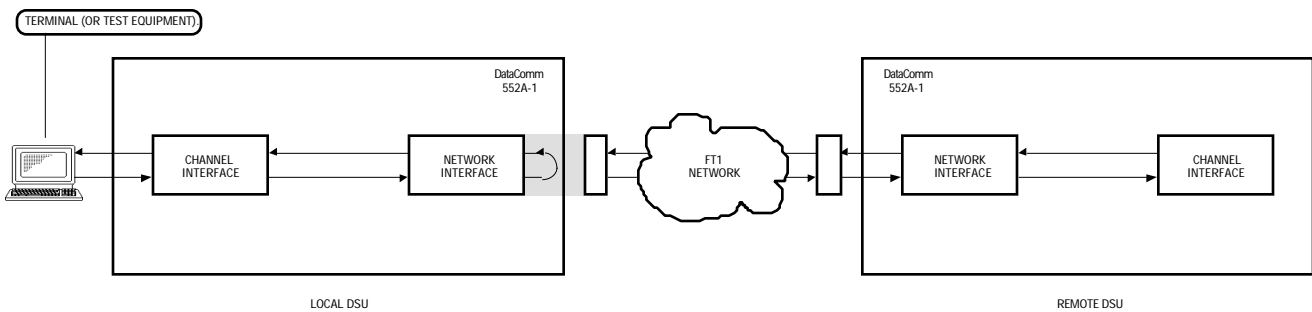 TERMINAL (OR TEST EQUIPMENT).
DataComm
552A-1
DataComm
552A-1
CHANNEL
INTERFACE
NETWORK
INTERFACE
FT1
NETWORK
NETWORK
INTERFACE
CHANNEL
INTERFACE
LOCAL DSU
REMOTE DSU